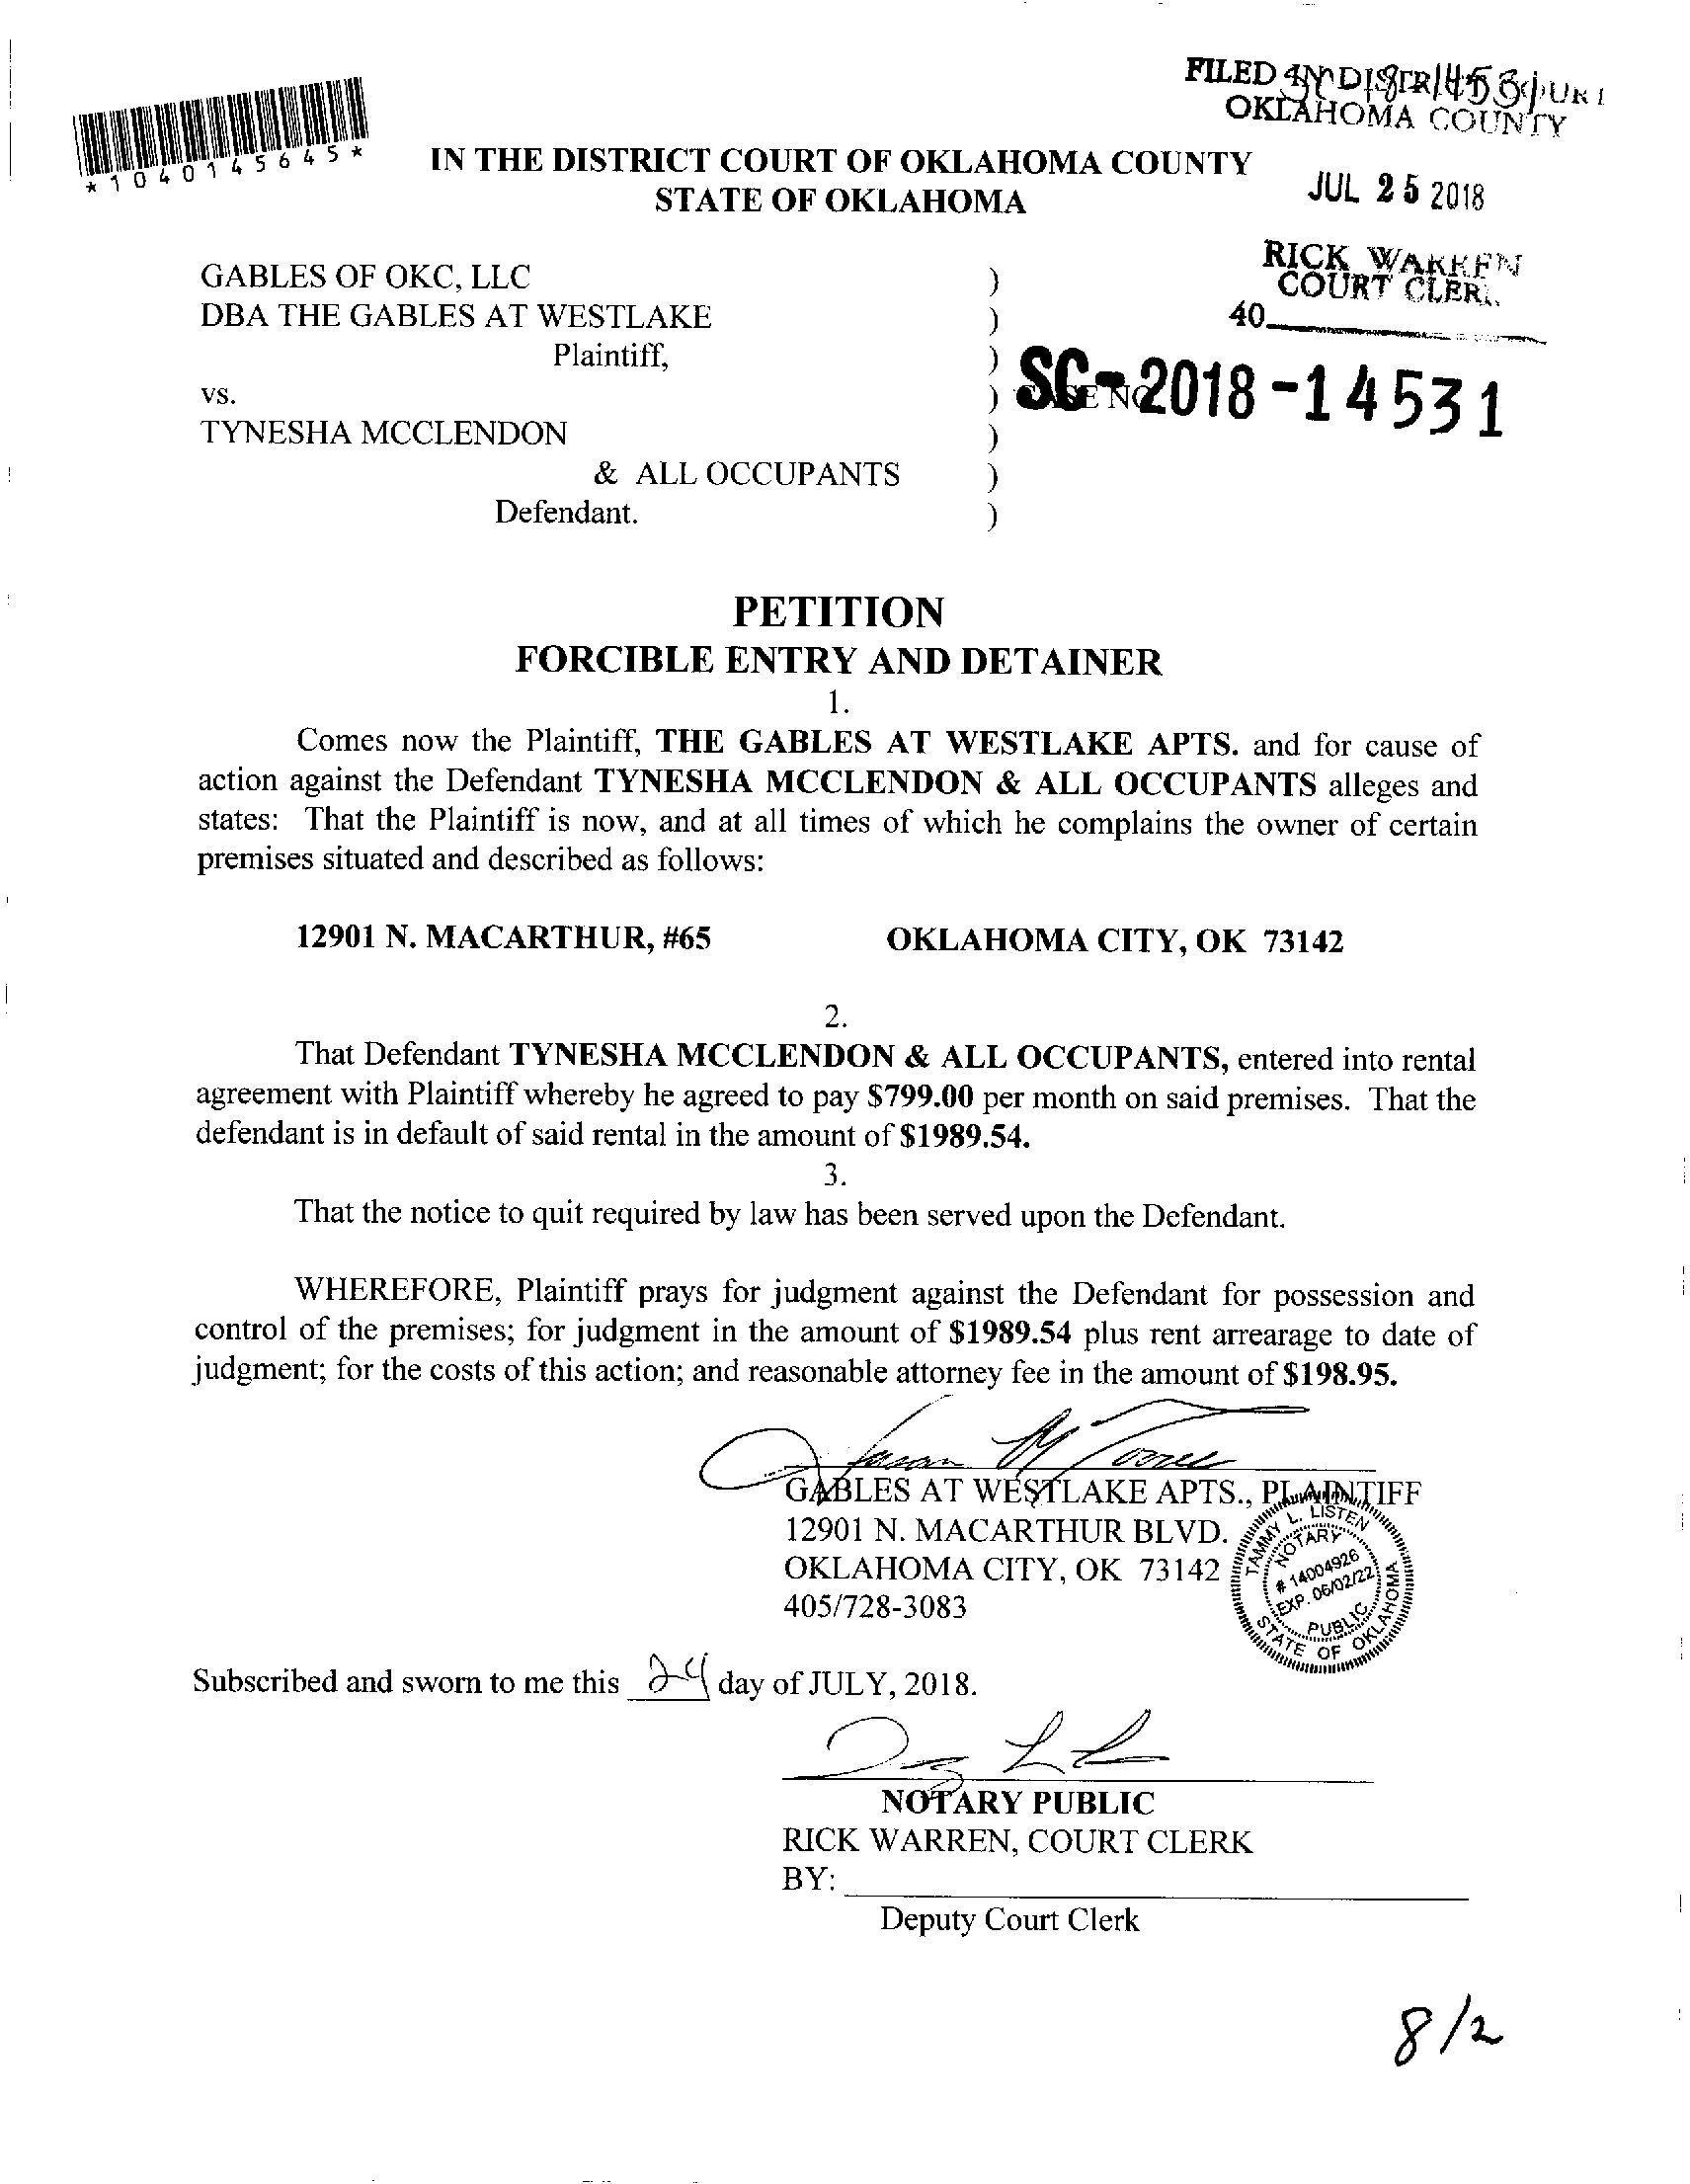 *1040145645*
FILED IN DISTRICT COURT
OKLAHOMA COUNTY
JUL 25 2018
RICK WARREN
COURT CLERK
40
IN THE DISTRICT COURT OF OKLAHOMA COUNTY
STATE OF OKLAHOMA
GABLES OF OKC, LLC )
DBA THE GABLES AT WESTLAKE )
Plaintiff, )
vs. ) CASE NO. SC-2018-14531
TYNESHA MCCLENDON )
& ALL OCCUPANTS )
Defendant. )
PETITION
FORCIBLE ENTRY AND DETAINER
1.
Comes now the Plaintiff, THE GABLES AT WESTLAKE APTS. and for cause of
action against the Defendant TYNESHA MCCLENDON & ALL OCCUPANTS alleges and
states: That the Plaintiff is now, and at all times of which he complains the owner of certain
premises situated and described as follows:
12901 N. MACARTHUR, #65 OKLAHOMA CITY, OK 73142
2.
That Defendant TYNESHA MCCLENDON & ALL OCCUPANTS, entered into rental
agreement with Plaintiff whereby he agreed to pay $799.00 per month on said premises. That the
defendant is in default of said rental in the amount of $1989.54.
3.
That the notice to quit required by law has been served upon the Defendant.
WHEREFORE, Plaintiff prays for judgment against the Defendant for possession and
control of the premises; for judgment in the amount of $1989.54 plus rent arrearage to date of
judgment; for the costs of this action; and reasonable attorney fee in the amount of $198.95.
GABLES AT WESTLAKE APTS., PLAINTIFF
12901 N. MACARTHUR BLVD.
OKLAHOMA CITY, OK 73142
405/728-3083
TAMMY L. LISTEN
NOTARY
# 14004926
EXP. 06/02/22
PUBLIC
STATE OF OKLAHOMA
Subscribed and sworn to me this 24 day of JULY, 2018.
NOTARY PUBLIC
RICK WARREN, COURT CLERK
BY:
Deputy Court Clerk
8/2